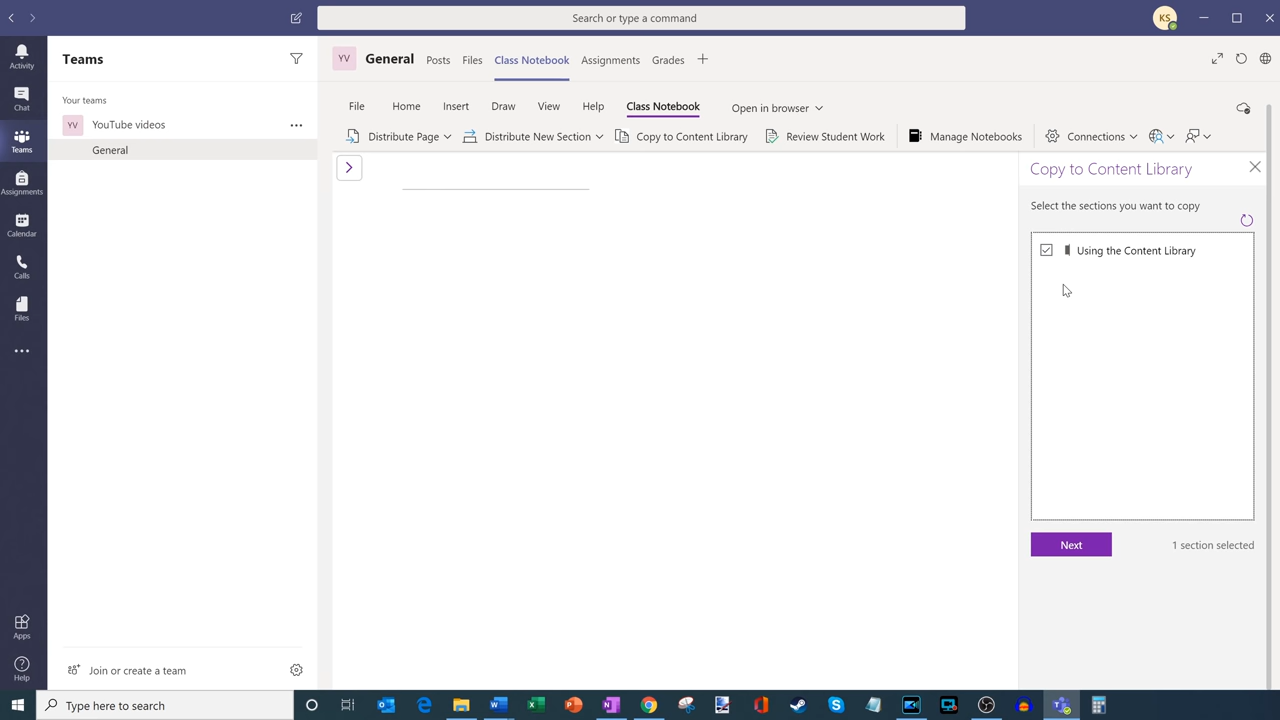 Search or type a command
KS
Activity
Chat
Teams
Assignments
Calendar
Calls
Files
Apps
Help
Teams
Your teams
YV YouTube videos
General
Join or create a team
YV General Posts Files Class Notebook Assignments Grades
File Home Insert Draw View Help Class Notebook Open in browser
Distribute Page Distribute New Section Copy to Content Library Review Student Work Manage Notebooks Connections
Copy to Content Library
Select the sections you want to copy
Using the Content Library
Next 1 section selected
Type here to search